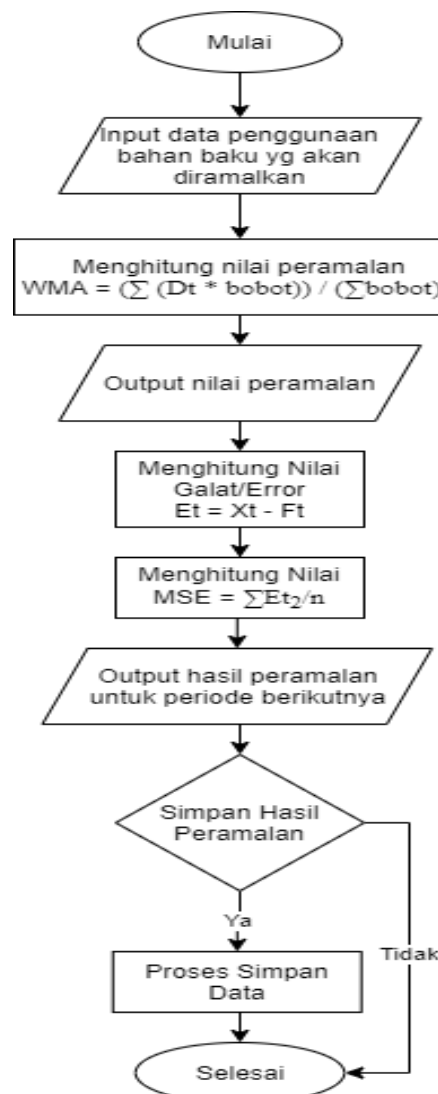 Mulai
Input data penggunaan
bahan baku yg akan
diramalkan
Menghitung nilai peramalan
WMA = (∑ (Dt * bobot)) / (∑bobot)
Output nilai peramalan
Menghitung Nilai
Galat/Error
Et = Xt - Ft
Menghitung Nilai
MSE = ∑Et₂/n
Output hasil peramalan
untuk periode berikutnya
Simpan Hasil
Peramalan
Ya
Tidak
Proses Simpan
Data
Selesai